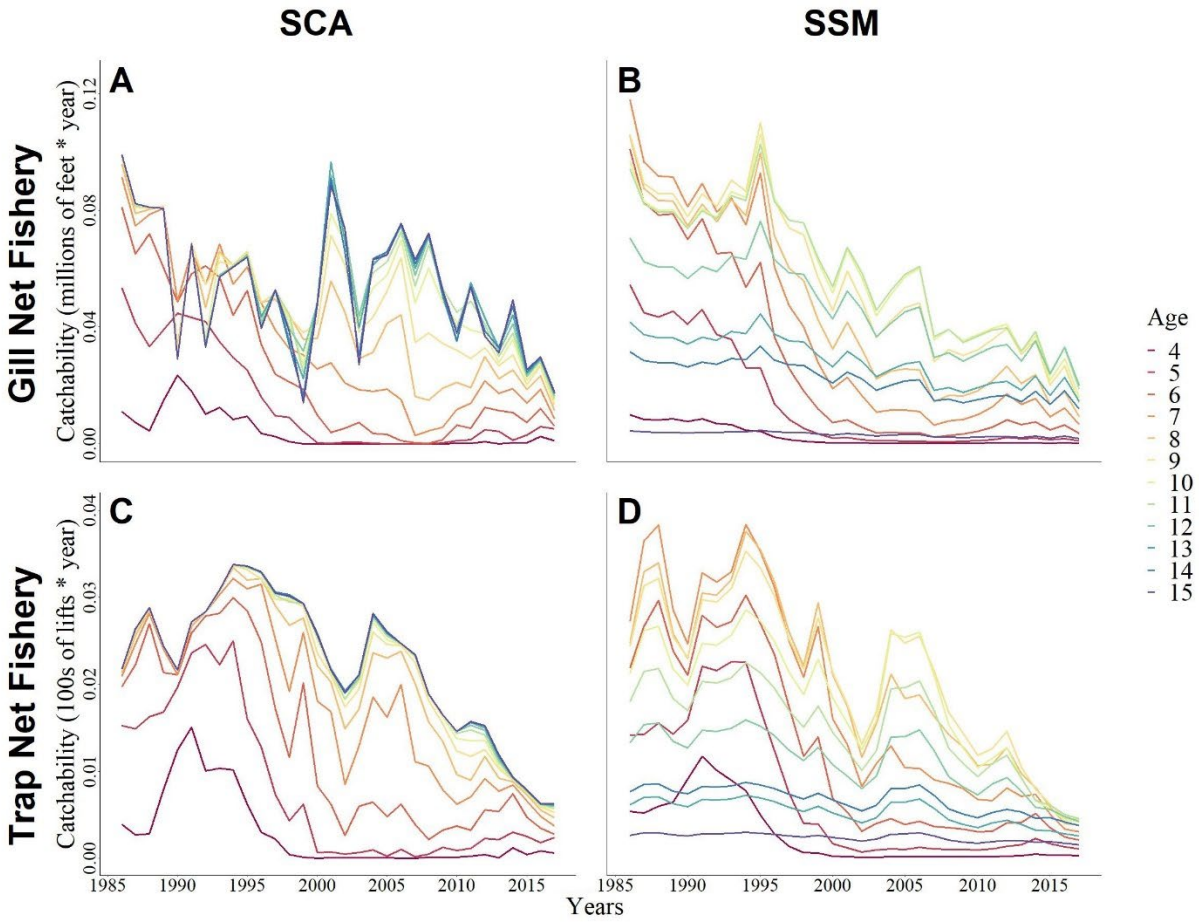 SCA
SSM
Gill Net Fishery
Catchability (millions of feet * year)
0.12
0.08
0.04
0.00
A
B
Trap Net Fishery
Catchability (100s of lifts * year)
0.04
0.03
0.02
0.01
0.00
C
D
1985 1990 1995 2000 2005 2010 2015
1985 1990 1995 2000 2005 2010 2015
Years
Age
4
5
6
7
8
9
10
11
12
13
14
15